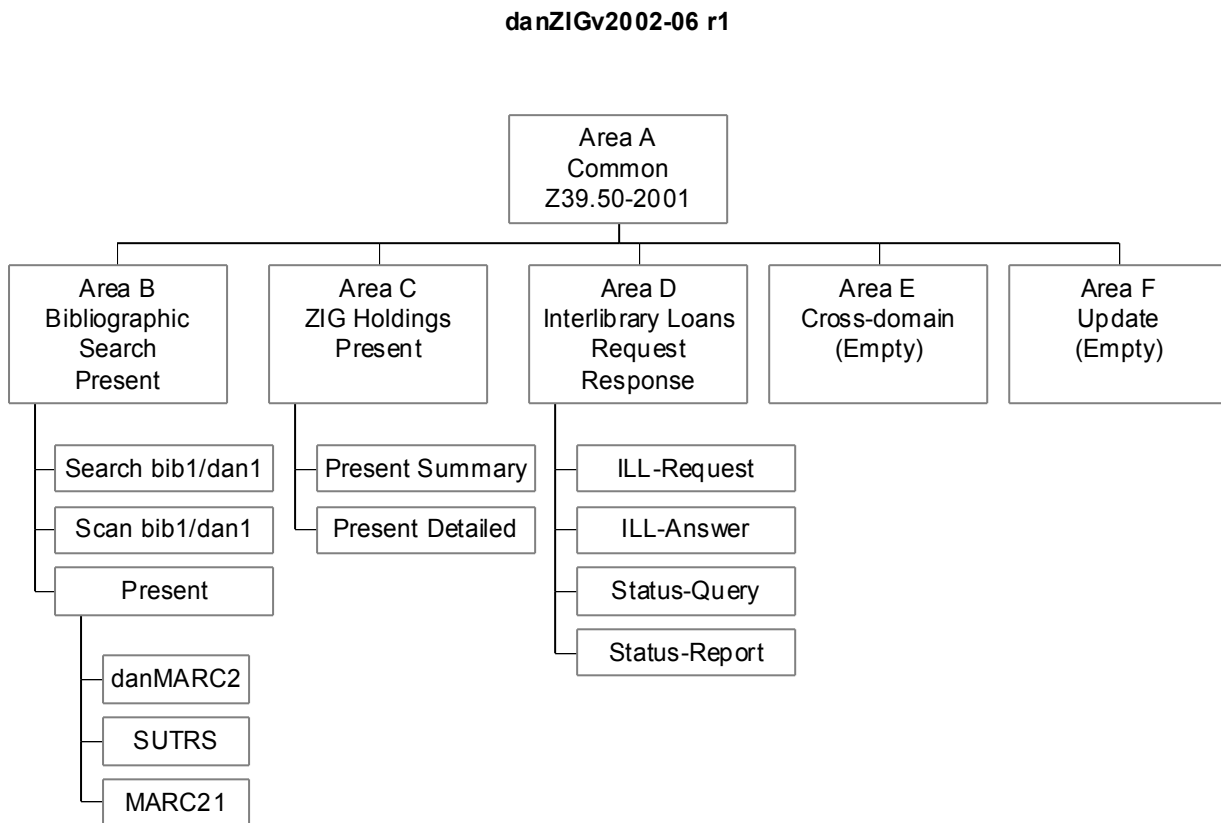 danZIGv2002-06 r1
Area A
Common
Z39.50-2001
Area B
Bibliographic
Search
Present
Area C
ZIG Holdings
Present
Area D
Interlibrary Loans
Request
Response
Area E
Cross-domain
(Empty)
Area F
Update
(Empty)
Search bib1/dan1
Scan bib1/dan1
Present
danMARC2
SUTRS
MARC21
Present Summary
Present Detailed
ILL-Request
ILL-Answer
Status-Query
Status-Report